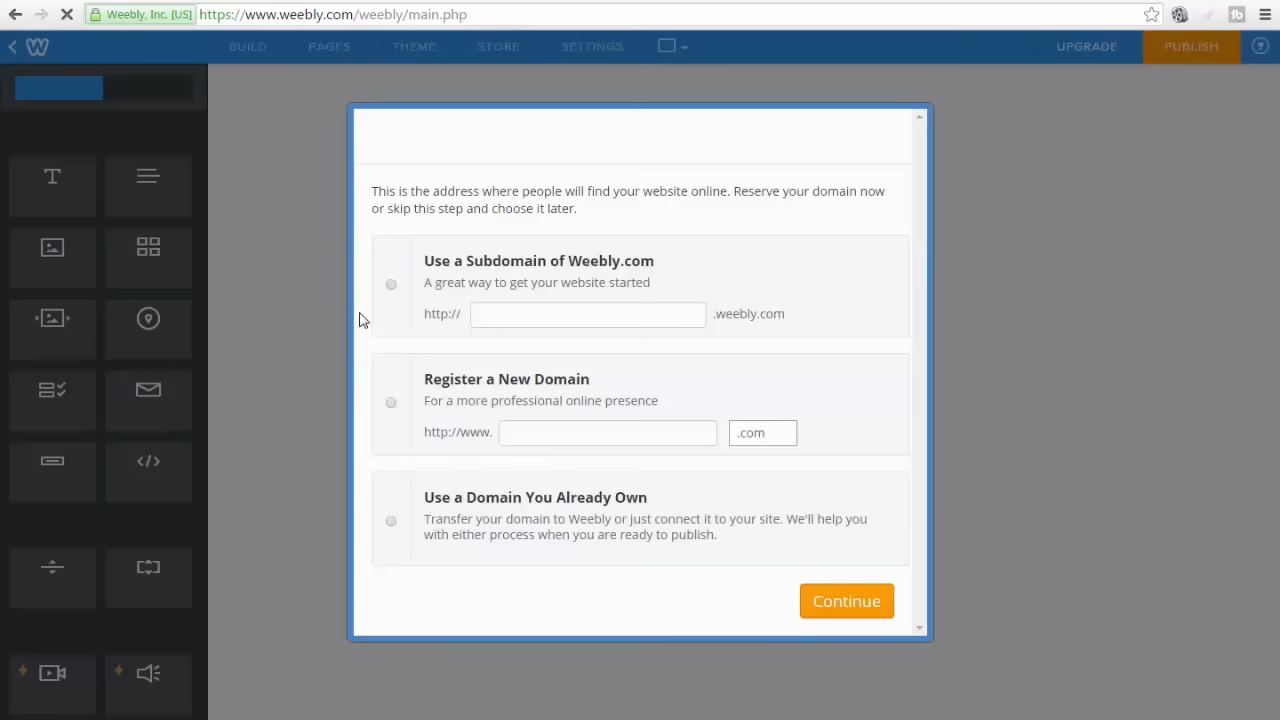 Weebly, Inc. [US] https://www.weebly.com/weebly/main.php
BUILD PAGES THEME STORE SETTINGS UPGRADE PUBLISH ?
This is the address where people will find your website online. Reserve your domain now
or skip this step and choose it later.
Use a Subdomain of Weebly.com
A great way to get your website started
http:// .weebly.com
Register a New Domain
For a more professional online presence
http://www. .com
Use a Domain You Already Own
Transfer your domain to Weebly or just connect it to your site. We'll help you
with either process when you are ready to publish.
Continue